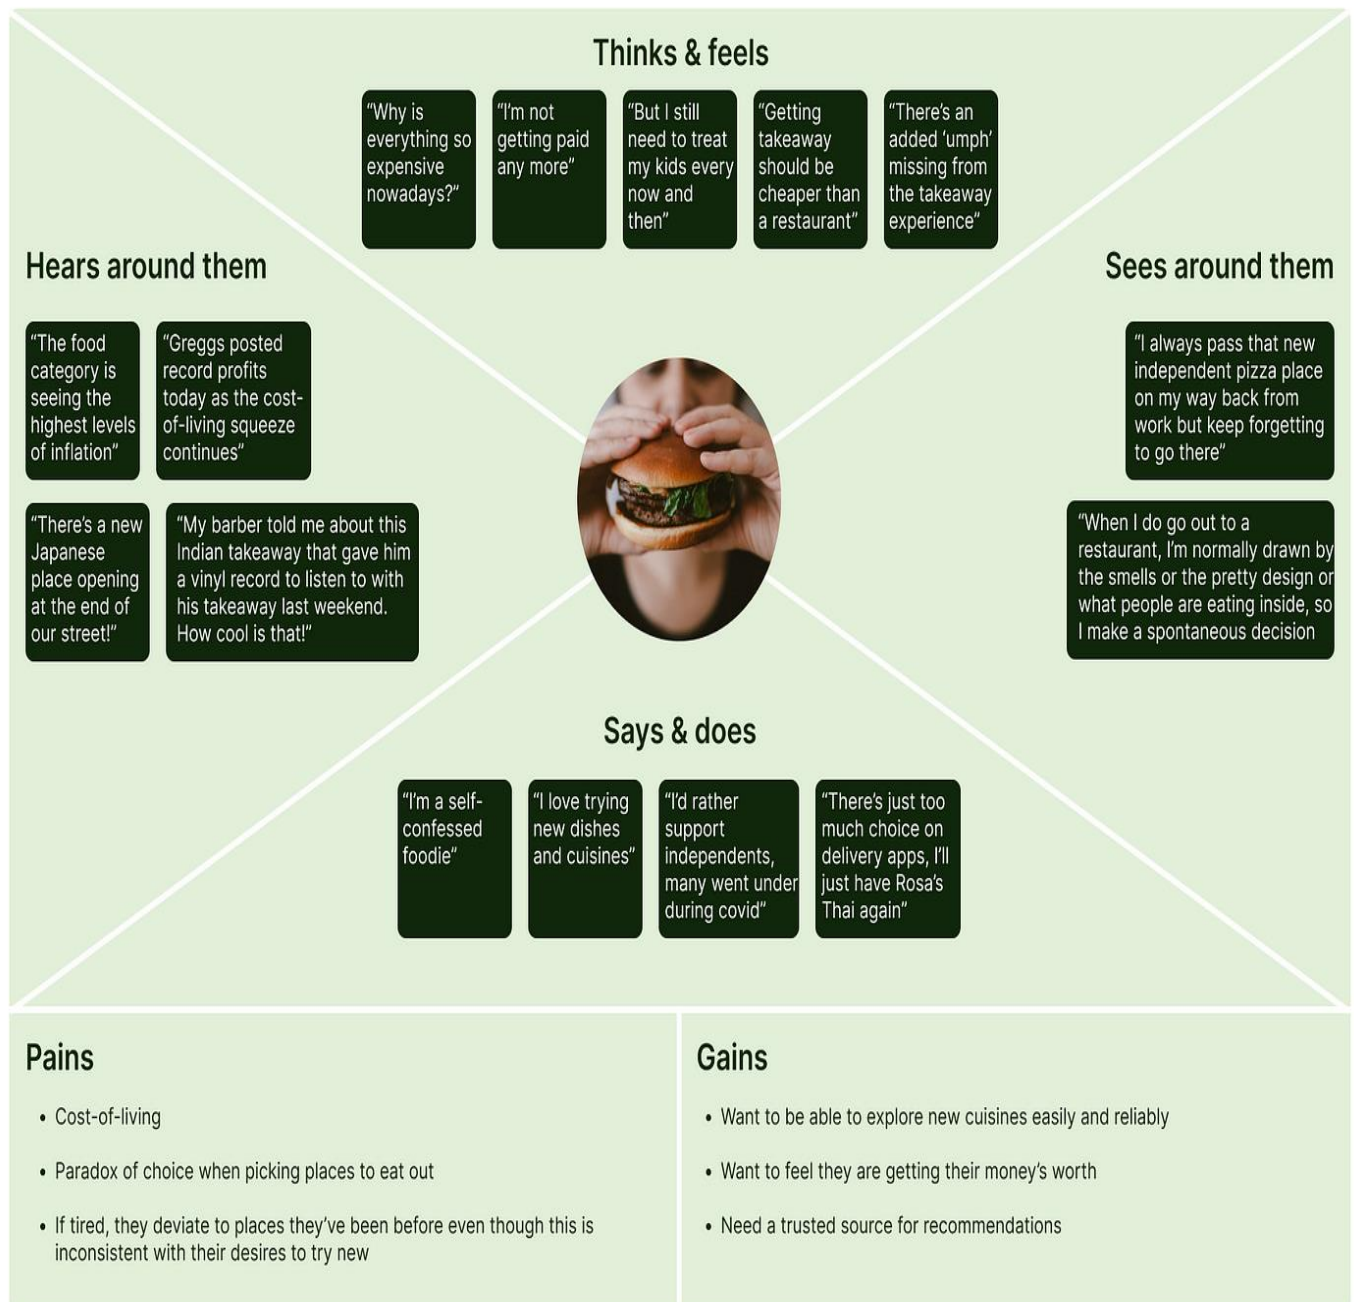 Thinks & feels
“Why is
everything so
expensive
nowadays?”
“I’m not
getting paid
any more”
“But I still
need to treat
my kids every
now and
then”
“Getting
takeaway
should be
cheaper than
a restaurant”
“There’s an
added ‘umph’
missing from
the takeaway
experience”
Hears around them
“The food
category is
seeing the
highest levels
of inflation”
“Greggs posted
record profits
today as the cost-
of-living squeeze
continues”
“There’s a new
Japanese
place opening
at the end of
our street!”
“My barber told me about this
Indian takeaway that gave him
a vinyl record to listen to with
his takeaway last weekend.
How cool is that!”
Sees around them
“I always pass that new
independent pizza place
on my way back from
work but keep forgetting
to go there”
“When I do go out to a
restaurant, I’m normally drawn by
the smells or the pretty design or
what people are eating inside, so
I make a spontaneous decision
Says & does
“I’m a self-
confessed
foodie”
“I love trying
new dishes
and cuisines”
“I’d rather
support
independents,
many went under
during covid”
“There’s just too
much choice on
delivery apps, I’ll
just have Rosa’s
Thai again”
Pains
• Cost-of-living
• Paradox of choice when picking places to eat out
• If tired, they deviate to places they’ve been before even though this is
inconsistent with their desires to try new
Gains
• Want to be able to explore new cuisines easily and reliably
• Want to feel they are getting their money’s worth
• Need a trusted source for recommendations